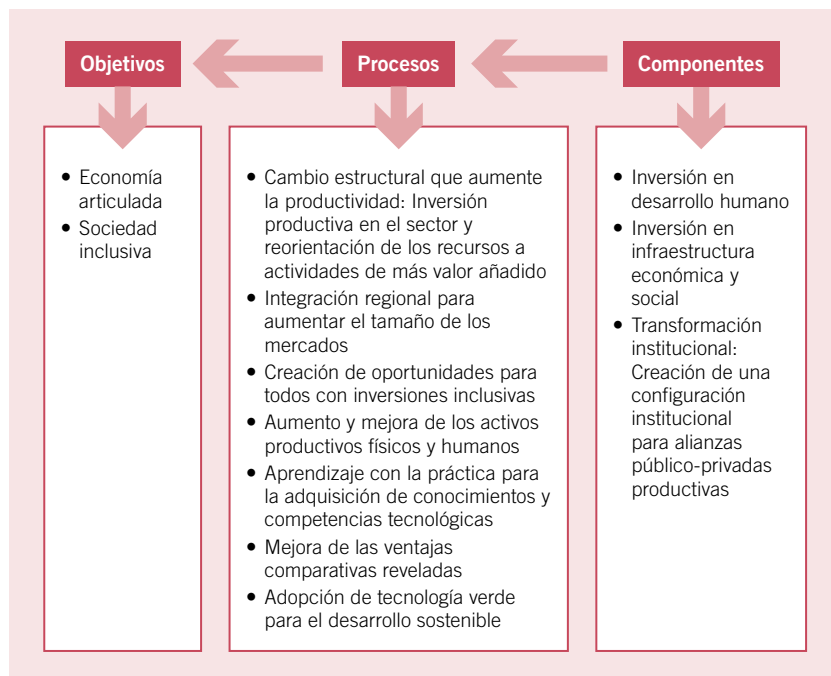 Objetivos
Procesos
Componentes
• Economía
articulada
• Sociedad
inclusiva
• Cambio estructural que aumente
la productividad: Inversión
productiva en el sector y
reorientación de los recursos a
actividades de más valor añadido
• Integración regional para
aumentar el tamaño de los
mercados
• Creación de oportunidades para
todos con inversiones inclusivas
• Aumento y mejora de los activos
productivos físicos y humanos
• Aprendizaje con la práctica para
la adquisición de conocimientos y
competencias tecnológicas
• Mejora de las ventajas
comparativas reveladas
• Adopción de tecnología verde
para el desarrollo sostenible
• Inversión en
desarrollo humano
• Inversión en
infraestructura
económica y
social
• Transformación
institucional:
Creación de una
configuración
institucional
para alianzas
público-privadas
productivas